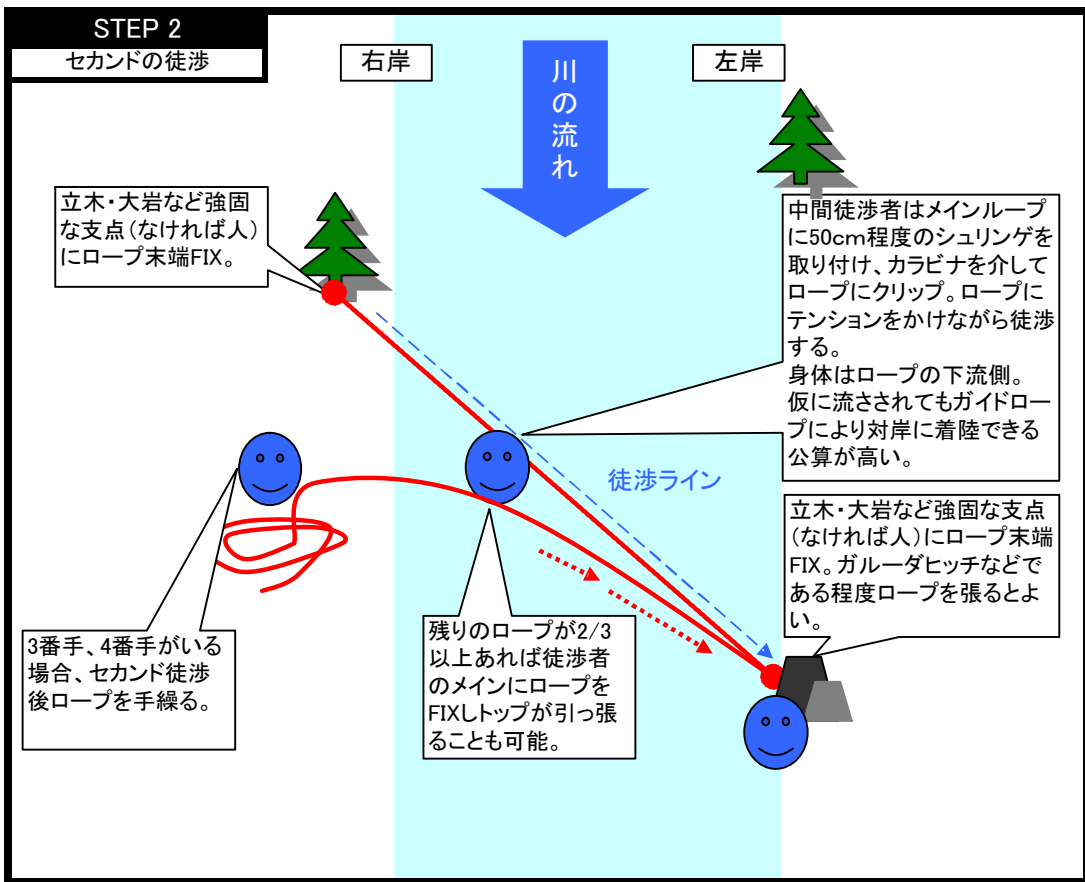 STEP 2
セカンドの徒渉
右岸
左岸
川の流れ
立木・大岩など強固
な支点(なければ人)
にロープ末端FIX。
中間徒渉者はメインループ
に50cm程度のシュリンゲを
取り付け、カラビナを介して
ロープにクリップ。ロープに
テンションをかけながら徒渉
する。
身体はロープの下流側。
仮に流さされてもガイドロー
プにより対岸に着陸できる
公算が高い。
徒渉ライン
立木・大岩など強固な支点
(なければ人)にロープ末端
FIX。ガルーダヒッチなどで
ある程度ロープを張るとよ
い。
3番手、4番手がいる
場合、セカンド徒渉
後ロープを手繰る。
残りのロープが2/3
以上あれば徒渉者
のメインにロープを
FIXしトップが引っ張
ることも可能。